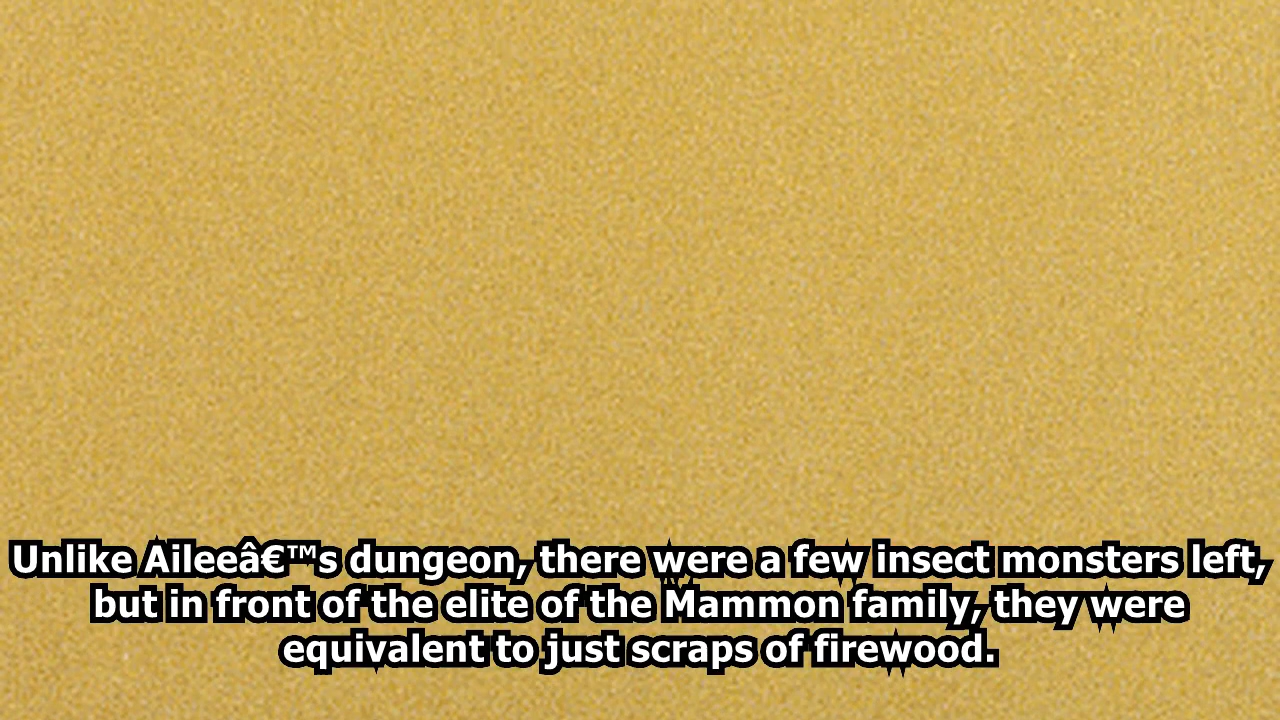 Unlike Aileeâ€™s dungeon, there were a few insect monsters left,
but in front of the elite of the Mammon family, they were
equivalent to just scraps of firewood.